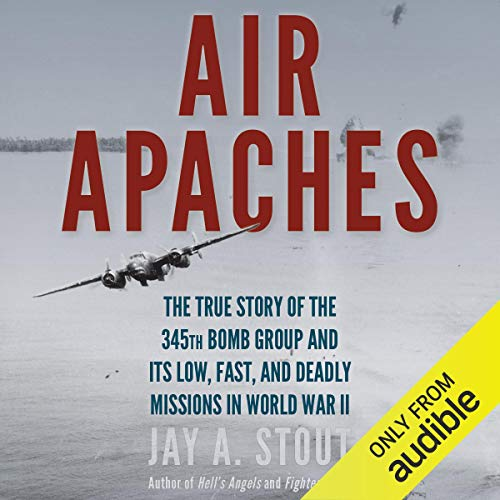 AIR
APACHES
THE TRUE STORY OF THE
345TH BOMB GROUP AND
ITS LOW, FAST, AND DEADLY
MISSIONS IN WORLD WAR II
JAY A. STOUT
Author of Hell's Angels and Fighter
ONLY FROM
audible